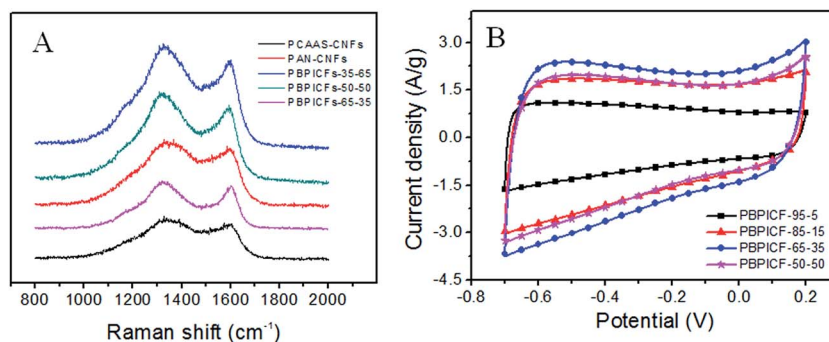 A
PCAAS-CNFs
PAN-CNFs
PBPICFs-35-65
PBPICFs-50-50
PBPICFs-65-35
800 1000 1200 1400 1600 1800 2000
Raman shift (cm⁻¹)
B
Current density (A/g)
3.0
1.5
0.0
-1.5
-3.0
-4.5
PBPICF-95-5
PBPICF-85-15
PBPICF-65-35
PBPICF-50-50
-0.8 -0.6 -0.4 -0.2 0.0 0.2
Potential (V)